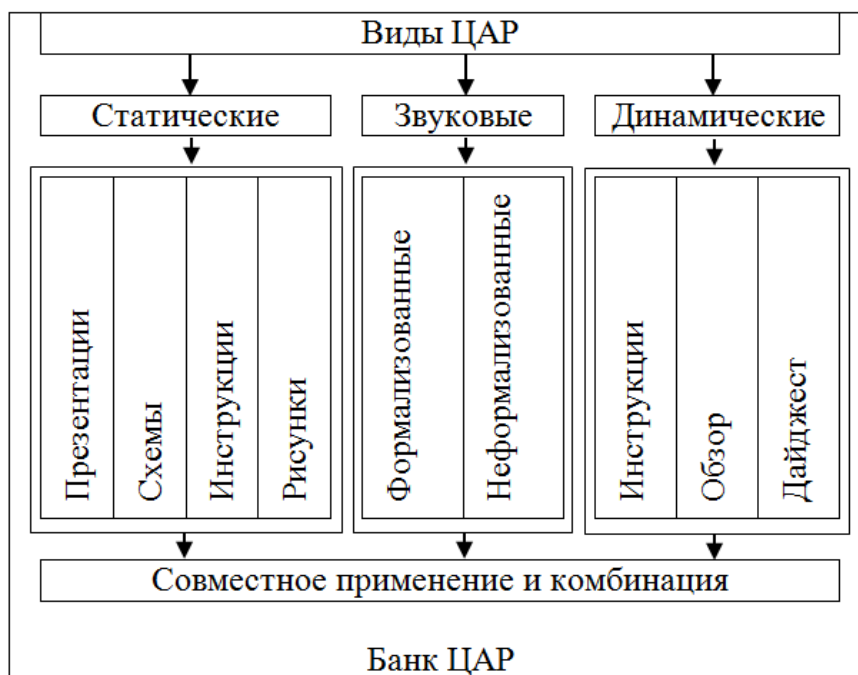 Виды ЦАР
Статические
Звуковые
Динамические
Презентации
Схемы
Инструкции
Рисунки
Формализованные
Неформализованные
Инструкции
Обзор
Дайджест
Совместное применение и комбинация
Банк ЦАР